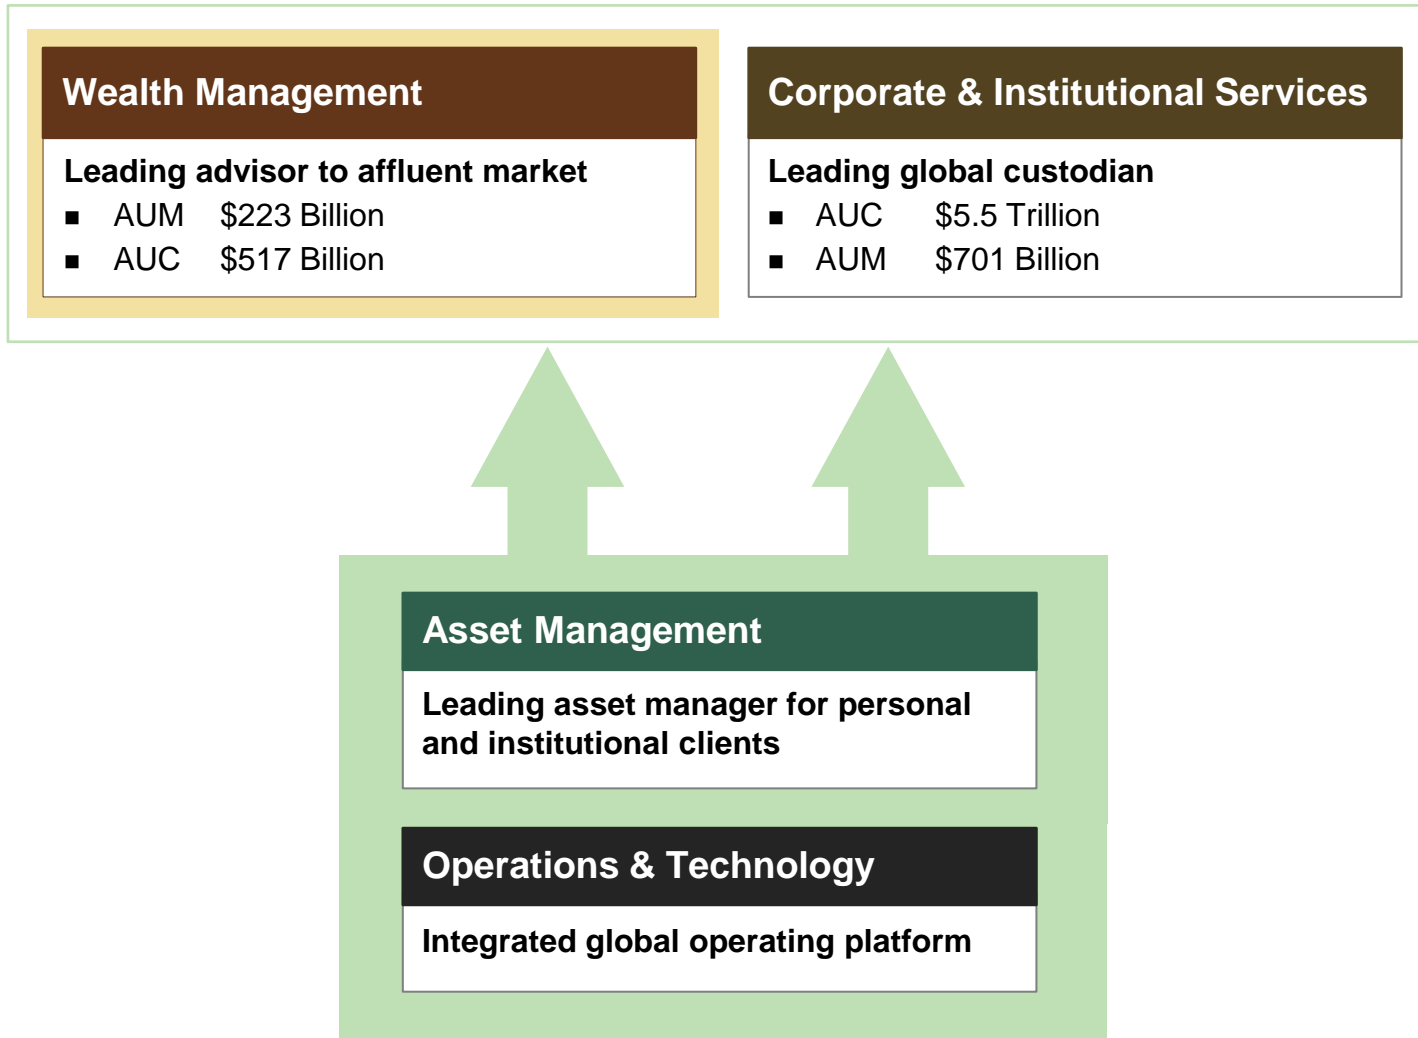 Wealth Management
Leading advisor to affluent market
■ AUM $223 Billion
■ AUC $517 Billion
Corporate & Institutional Services
Leading global custodian
■ AUC $5.5 Trillion
■ AUM $701 Billion
Asset Management
Leading asset manager for personal
and institutional clients
Operations & Technology
Integrated global operating platform